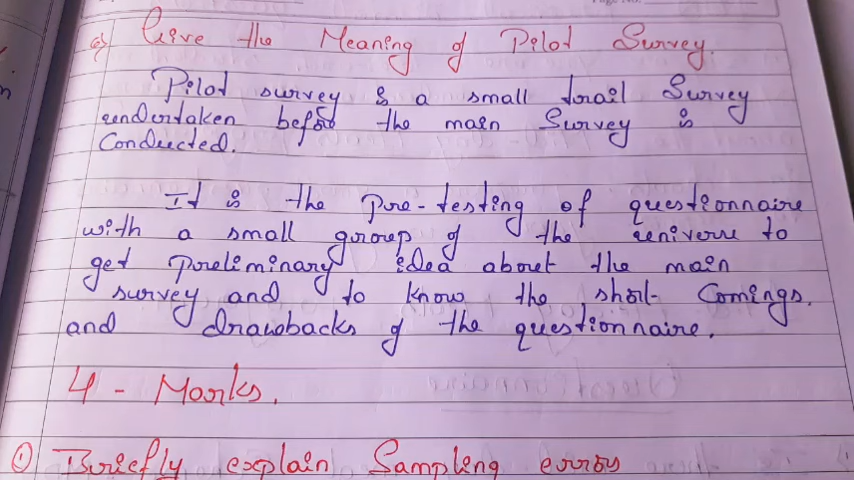 e) Give the Meaning of Pilot Survey.
Pilot survey is a small trail Survey
undertaken before the main Survey is
Conducted.
It is the Pre-testing of questionnaire
with a small group of the universe to
get preliminary idea about the main
survey and to know the short- Comings.
and drawbacks of the questionnaire.
4 - Marks.
① Briefly explain Sampling errors